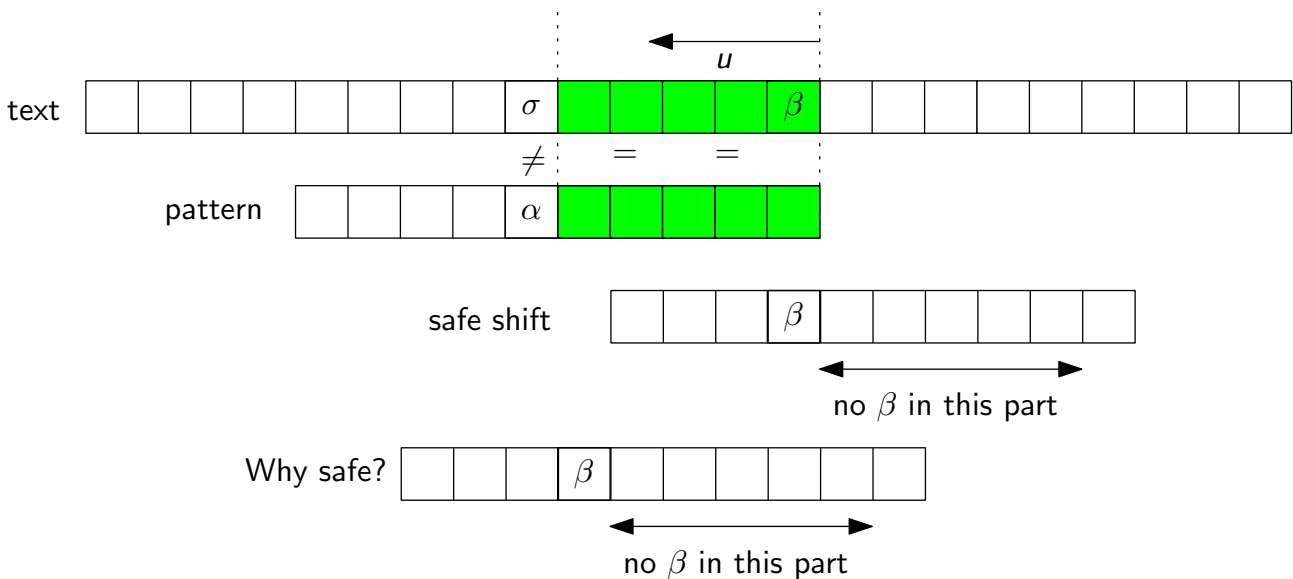 u
text σ β
≠ = =
pattern α
safe shift β
no β in this part
Why safe? β
no β in this part